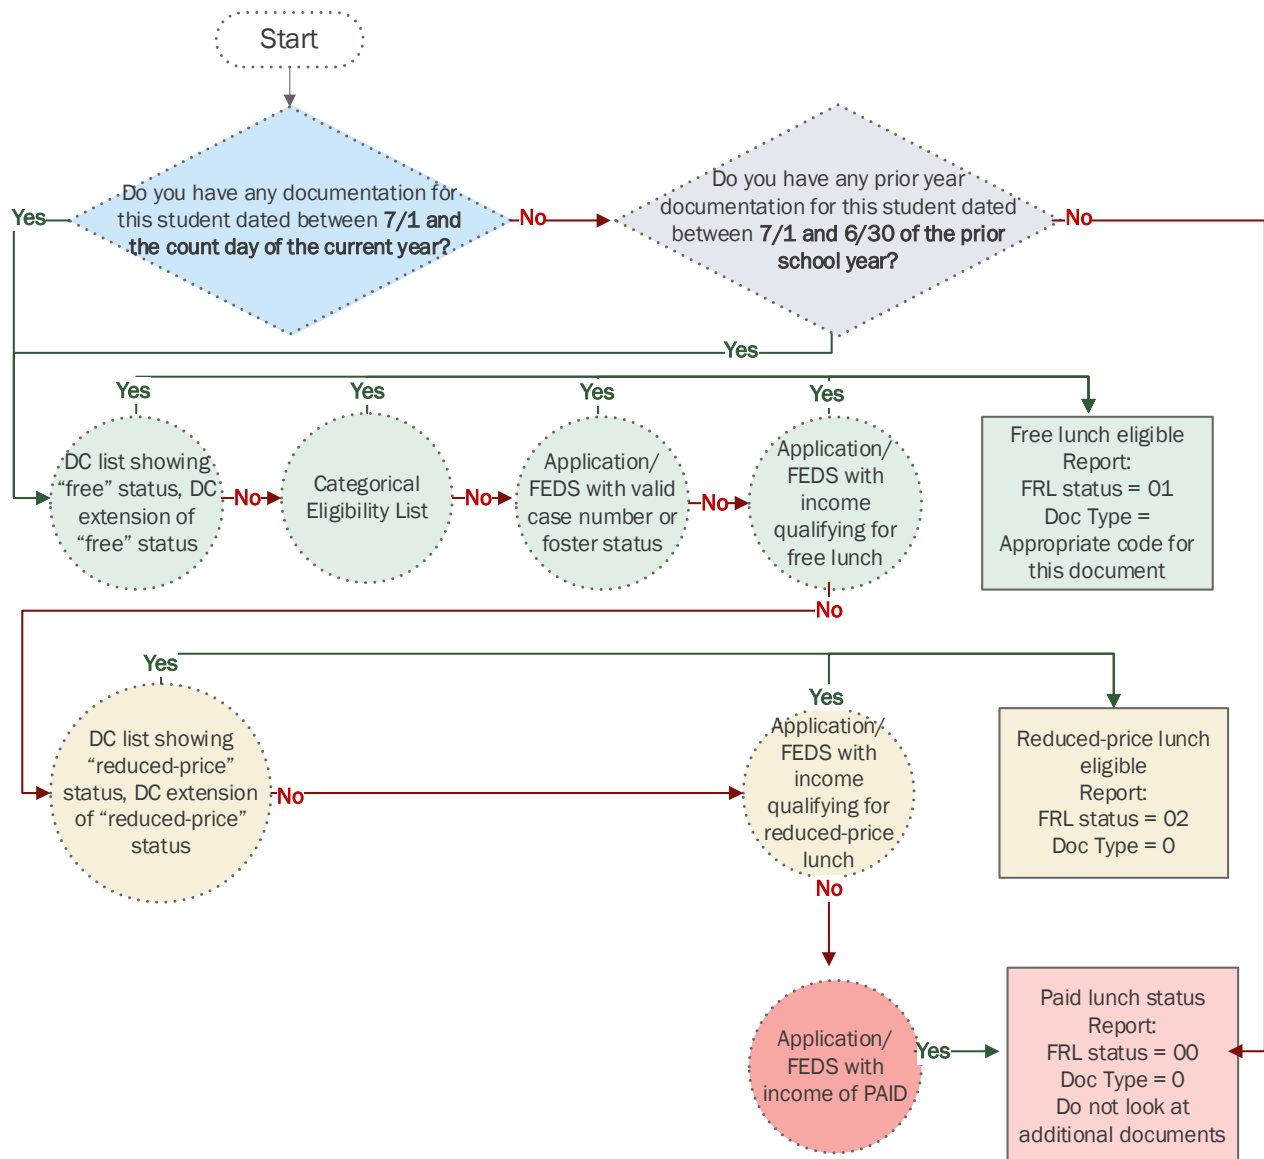 Start
Do you have any documentation for
this student dated between 7/1 and
the count day of the current year?
Yes
No
Do you have any prior year
documentation for this student dated
between 7/1 and 6/30 of the prior
school year?
No
Yes
Yes
Yes
Yes
Yes
DC list showing
“free” status, DC
extension of
“free” status
No
Categorical
Eligibility List
No
Application/
FEDS with valid
case number or
foster status
No
Application/
FEDS with
income
qualifying for
free lunch
Free lunch eligible
Report:
FRL status = 01
Doc Type =
Appropriate code for
this document
No
Yes
Yes
DC list showing
“reduced-price”
status, DC extension
of “reduced-price”
status
No
Application/
FEDS with
income
qualifying for
reduced-price
lunch
Reduced-price lunch
eligible
Report:
FRL status = 02
Doc Type = 0
No
Application/
FEDS with
income of PAID
Yes
Paid lunch status
Report:
FRL status = 00
Doc Type = 0
Do not look at
additional documents